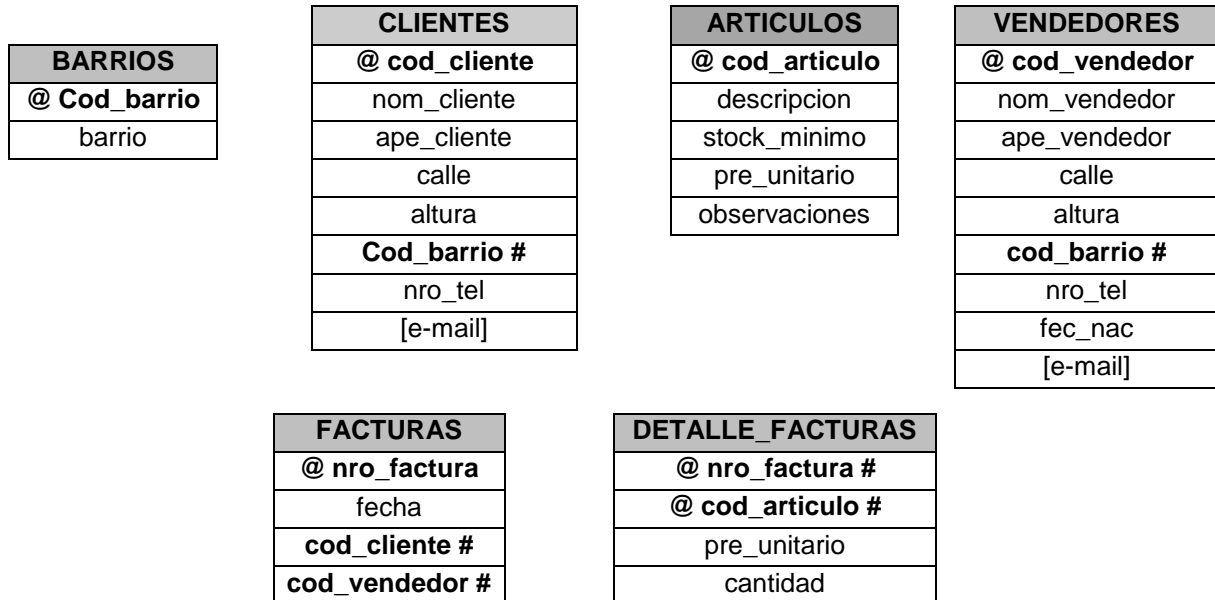 BARRIOS
@ Cod_barrio
barrio
CLIENTES
@ cod_cliente
nom_cliente
ape_cliente
calle
altura
Cod_barrio #
nro_tel
[e-mail]
ARTICULOS
@ cod_articulo
descripcion
stock_minimo
pre_unitario
observaciones
VENDEDORES
@ cod_vendedor
nom_vendedor
ape_vendedor
calle
altura
cod_barrio #
nro_tel
fec_nac
[e-mail]
FACTURAS
@ nro_factura
fecha
cod_cliente #
cod_vendedor #
DETALLE_FACTURAS
@ nro_factura #
@ cod_articulo #
pre_unitario
cantidad